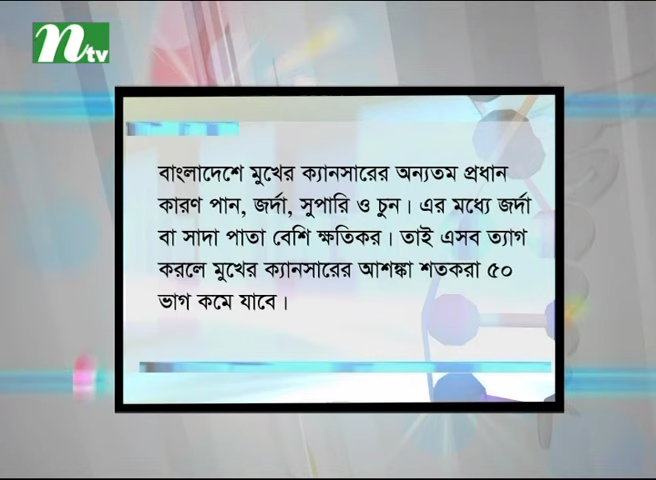 ntv
বাংলাদেশে মুখের ক্যানসারের অন্যতম প্রধান
কারণ পান, জর্দা, সুপারি ও চুন। এর মধ্যে জর্দা
বা সাদা পাতা বেশি ক্ষতিকর। তাই এসব ত্যাগ
করলে মুখের ক্যানসারের আশঙ্কা শতকরা ৫০
ভাগ কমে যাবে।